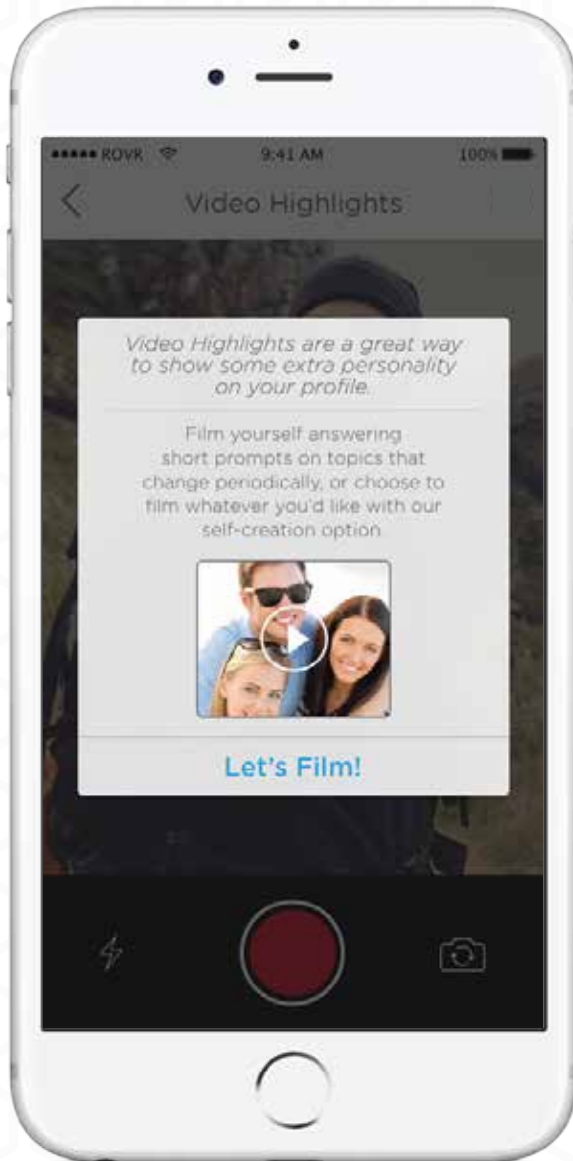 ROVR 9:41 AM 100%
Video Highlights
Video Highlights are a great way
to show some extra personality
on your profile.
Film yourself answering
short prompts on topics that
change periodically, or choose to
film whatever you'd like with our
self-creation option.
Let's Film!